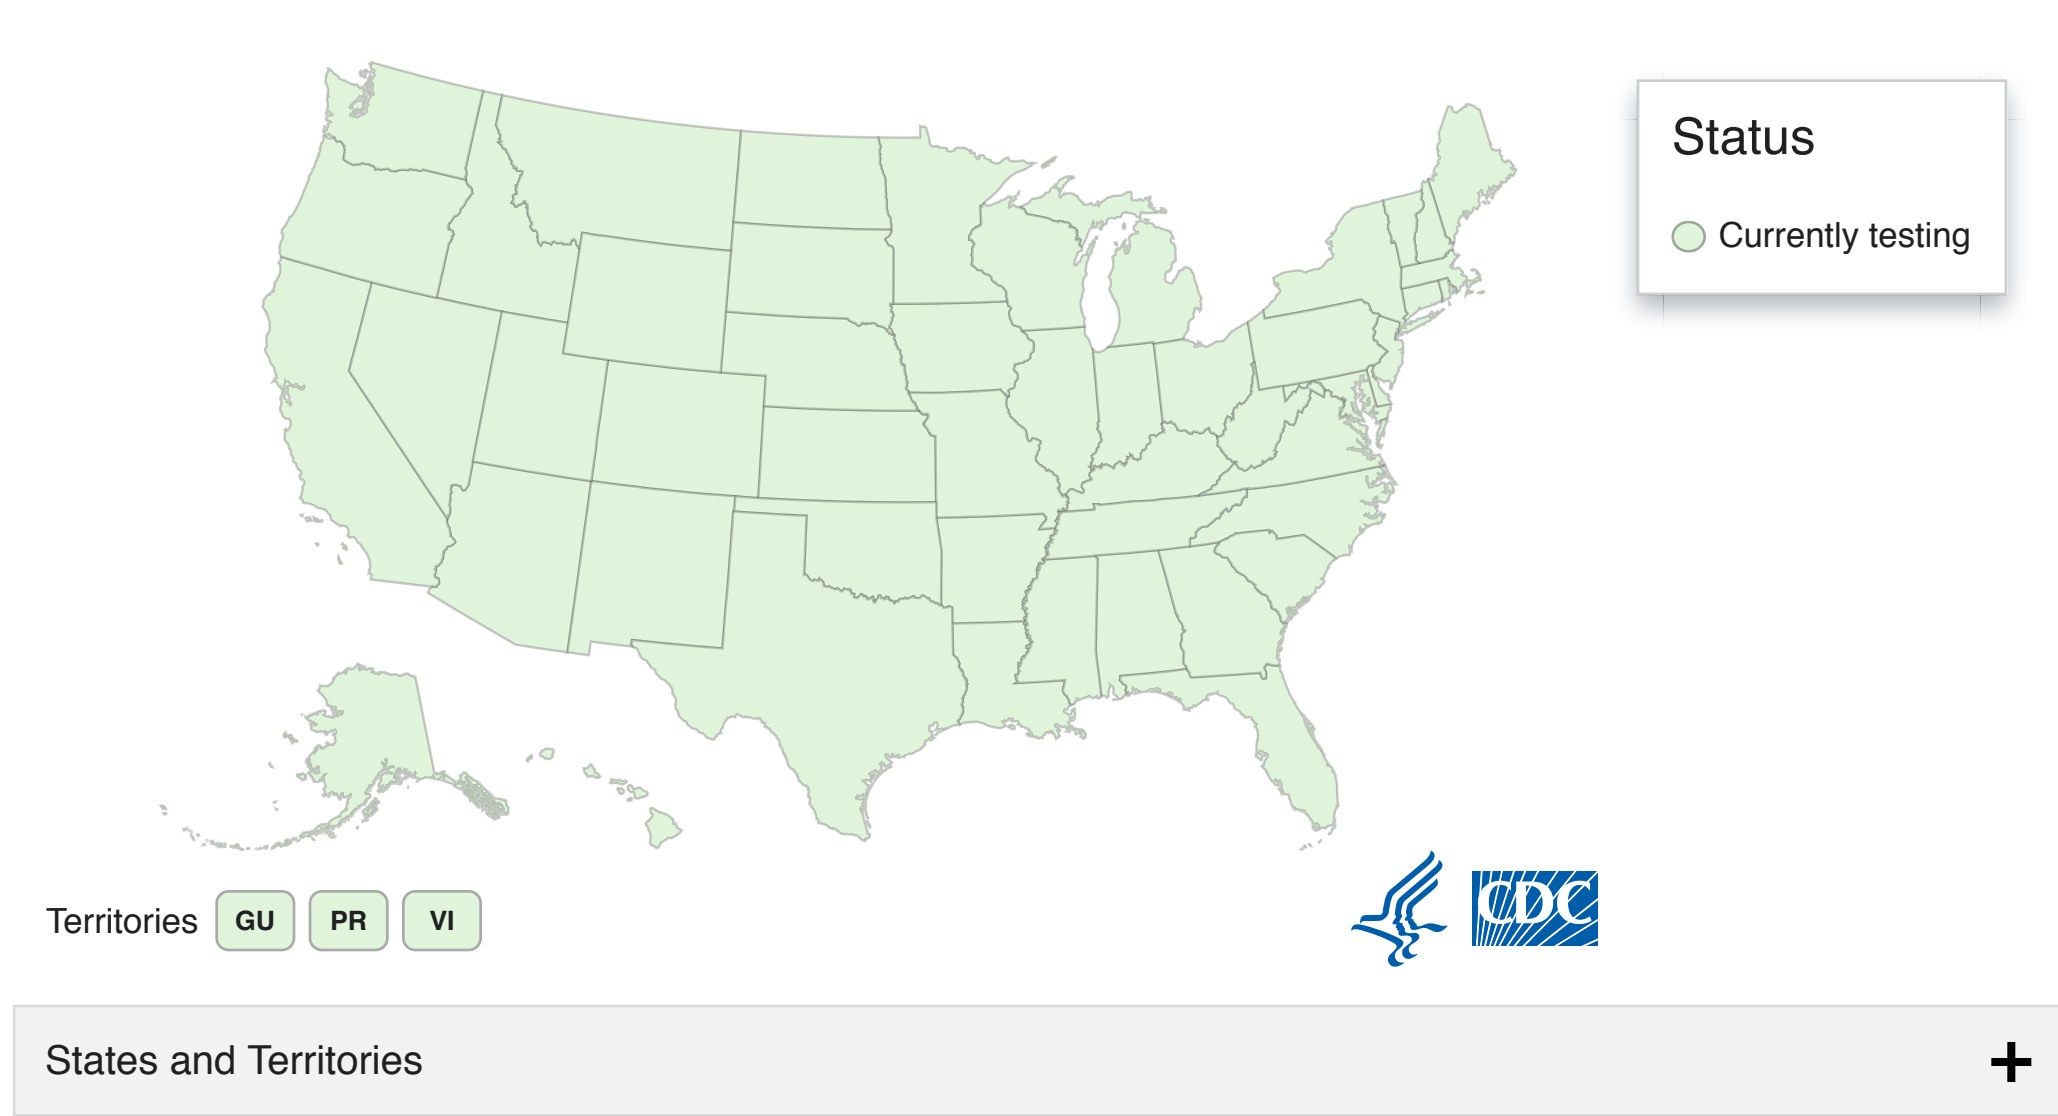 Status
Currently testing
Territories GU PR VI
CDC
States and Territories +